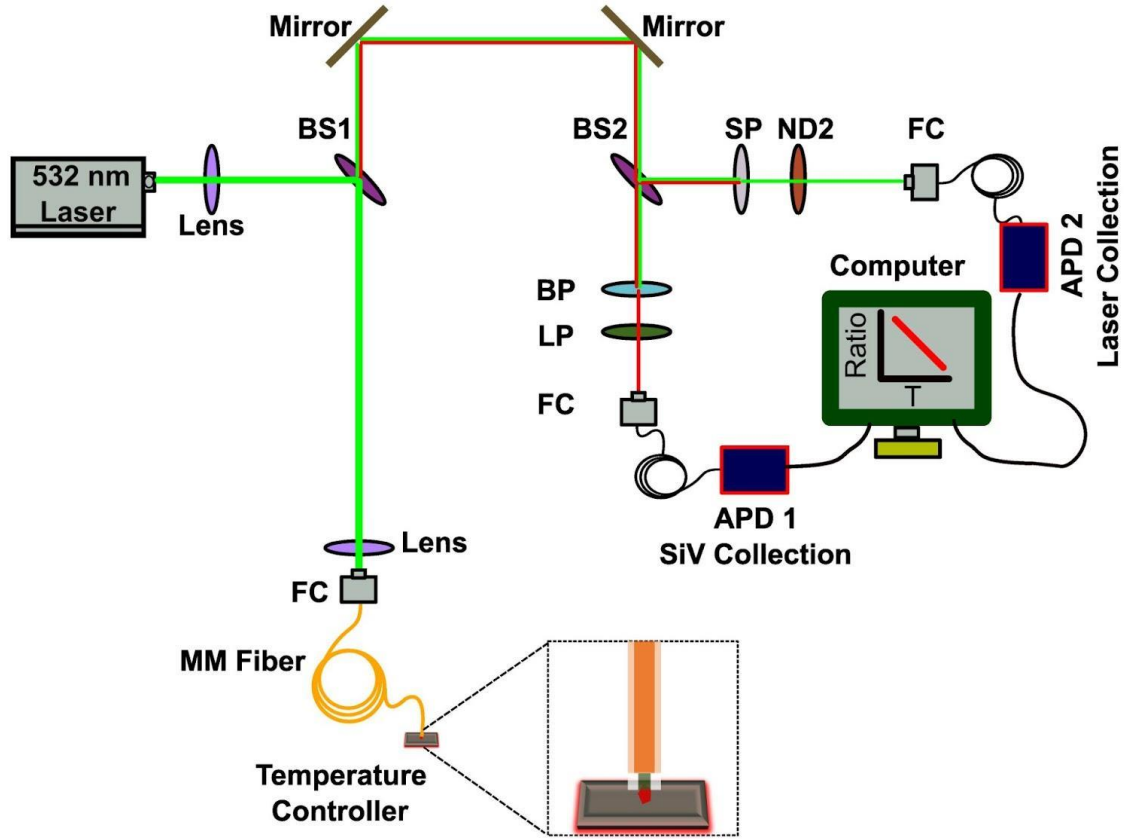 Mirror
Mirror
BS1
BS2
SP
ND2
FC
532 nm
Laser
Lens
APD 2
Laser Collection
Computer
Ratio
T
BP
LP
FC
APD 1
SiV Collection
Lens
FC
MM Fiber
Temperature
Controller